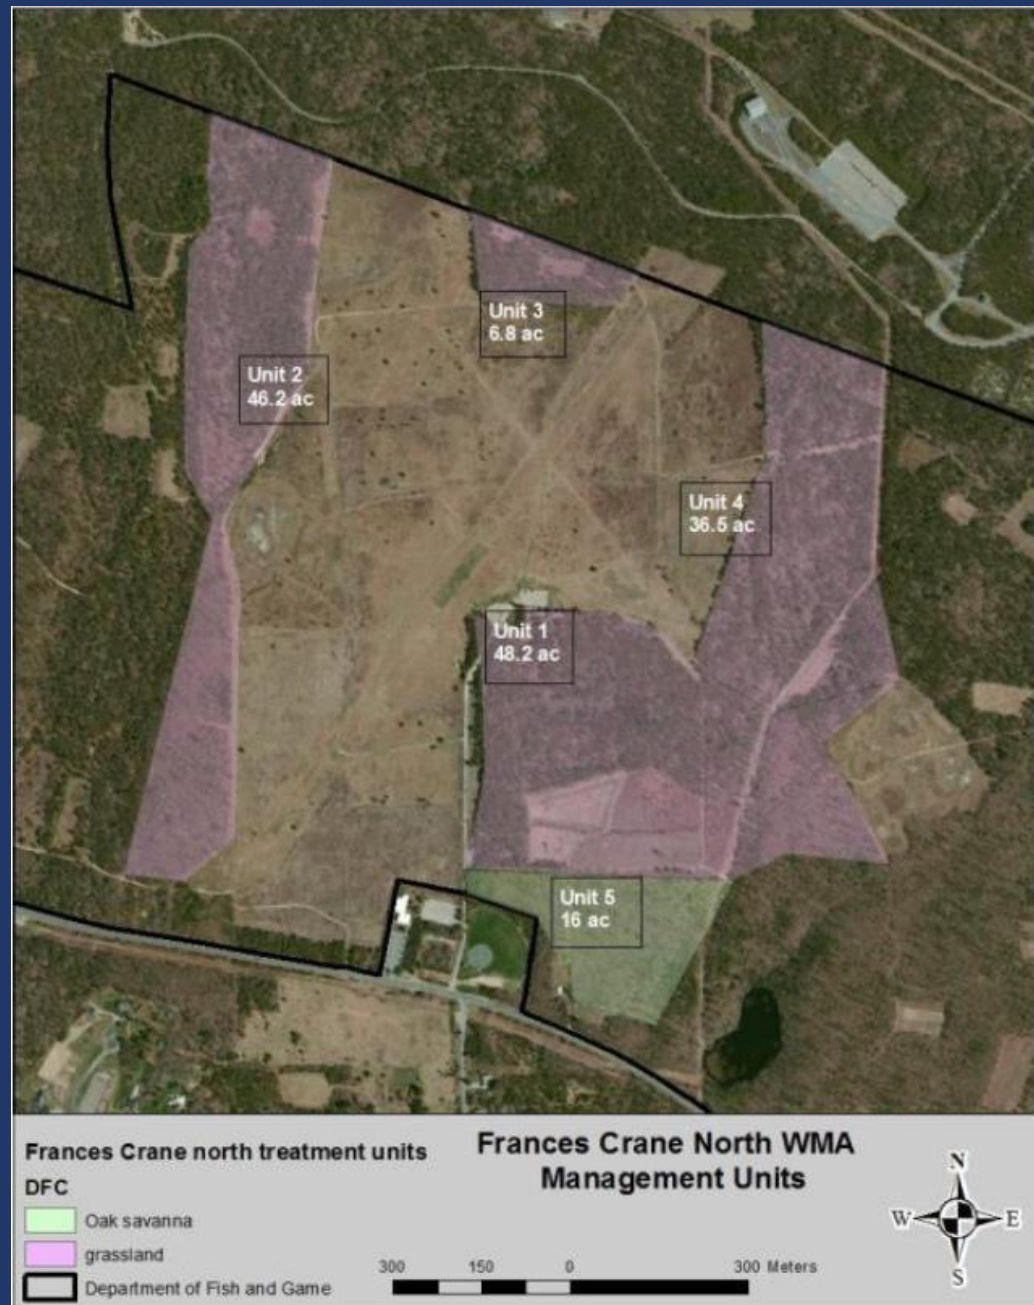 Unit 3
6.8 ac
Unit 2
46.2 ac
Unit 4
36.5 ac
Unit 1
48.2 ac
Unit 5
16 ac
Frances Crane north treatment units
DFC
Oak savanna
grassland
Department of Fish and Game
Frances Crane North WMA
Management Units
300 150 0 300 Meters
N
W E
S